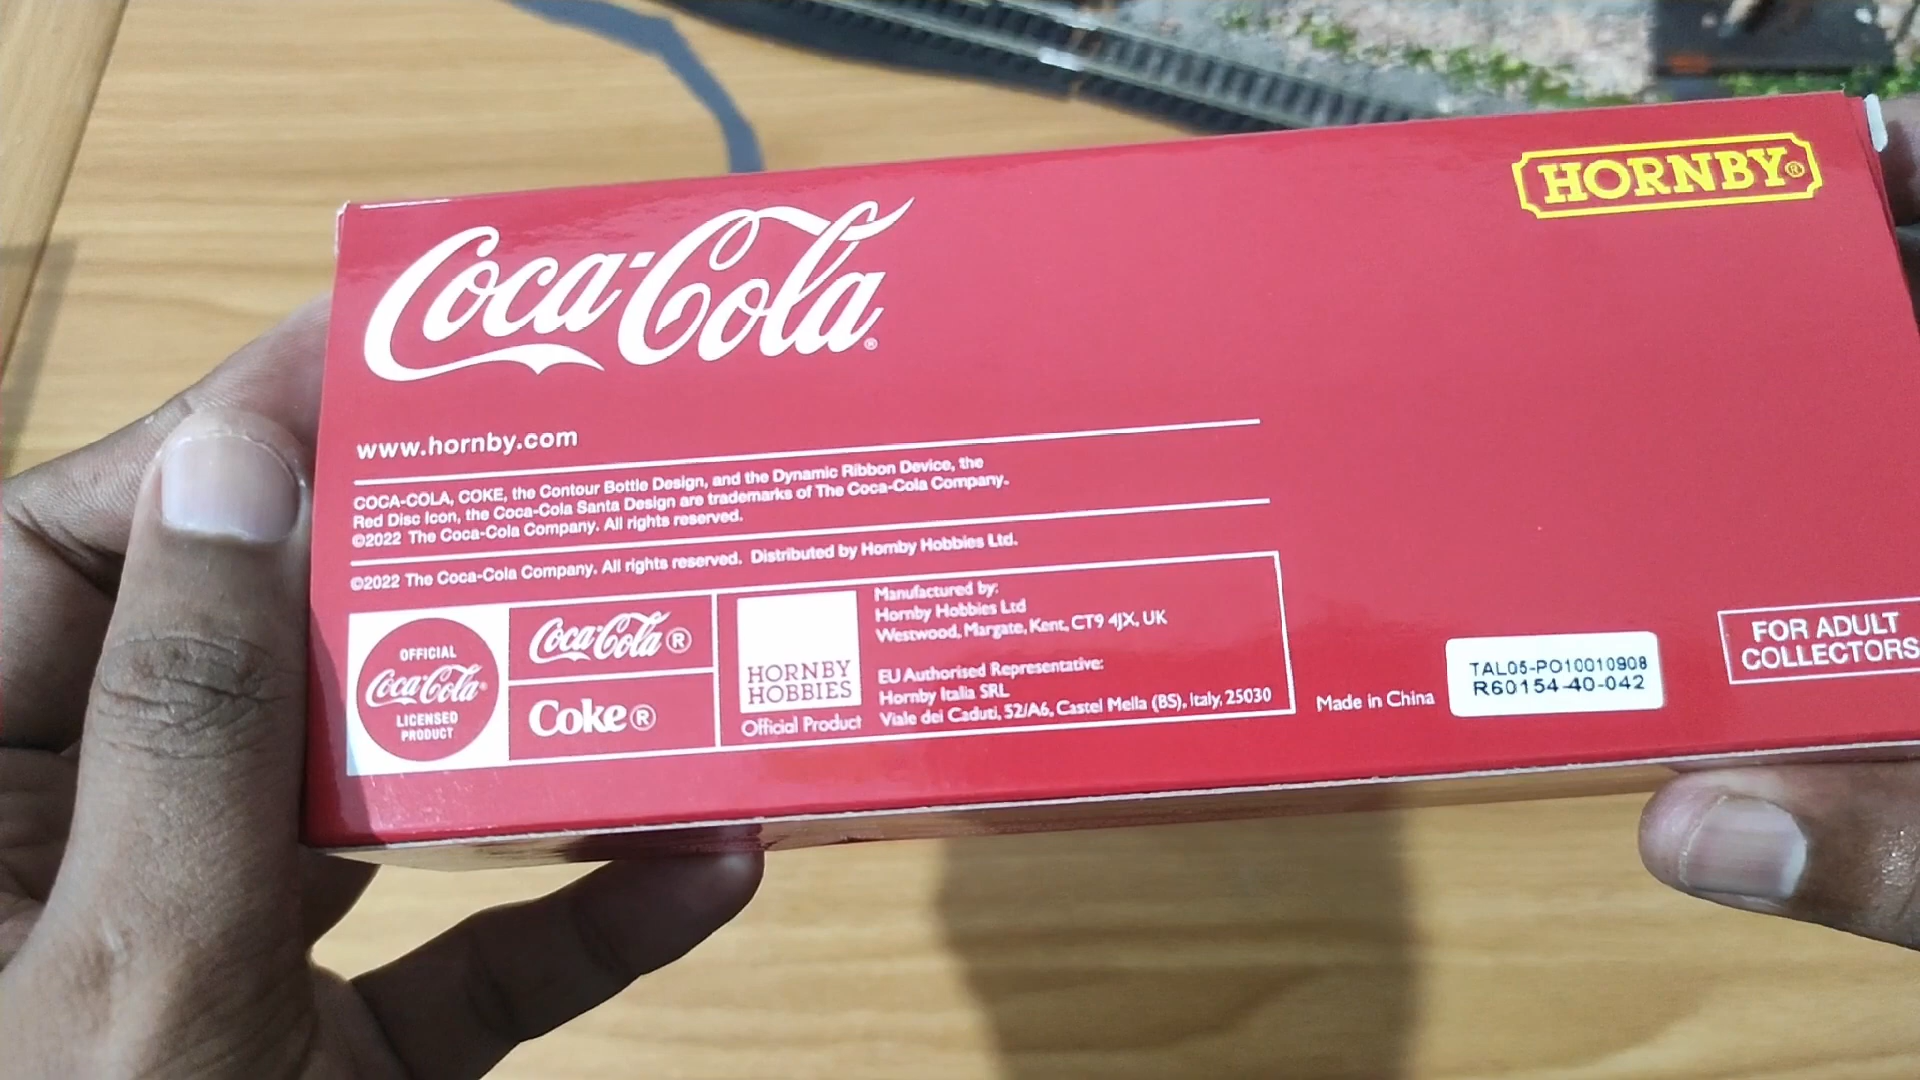 Coca-Cola®
HORNBY®
www.hornby.com
COCA-COLA, COKE, the Contour Bottle Design, and the Dynamic Ribbon Device, the
Red Disc Icon, the Coca-Cola Santa Design are trademarks of The Coca-Cola Company.
©2022 The Coca-Cola Company. All rights reserved.
©2022 The Coca-Cola Company. All rights reserved. Distributed by Hornby Hobbies Ltd.
OFFICIAL
Coca-Cola®
LICENSED
PRODUCT
Coca-Cola®
Coke®
HORNBY
HOBBIES
Official Product
Manufactured by:
Hornby Hobbies Ltd
Westwood, Margate, Kent, CT9 4JX, UK
EU Authorised Representative:
Hornby Italia SRL
Viale dei Caduti, 52/A6, Castel Mella (BS), Italy, 25030
Made in China
TAL05-PO10010908
R60154-40-042
FOR ADULT
COLLECTORS